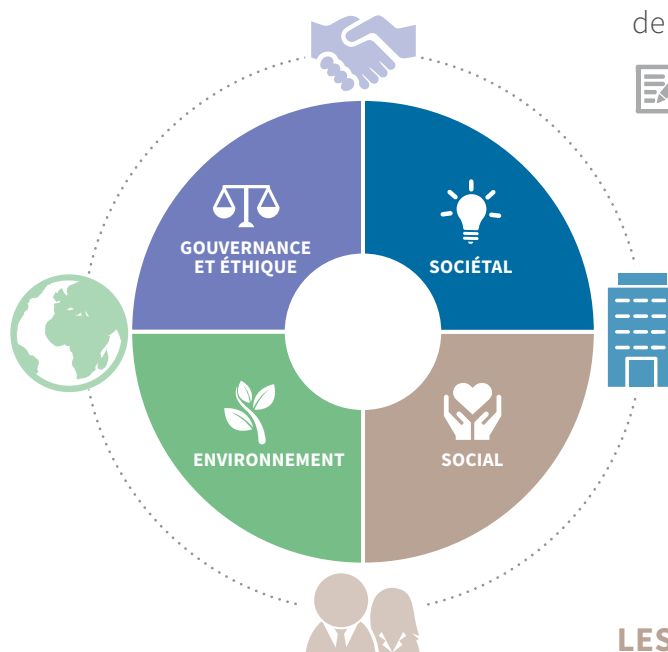 de
GOUVERNANCE
ET ÉTHIQUE
SOCIÉTAL
ENVIRONNEMENT
SOCIAL
LES